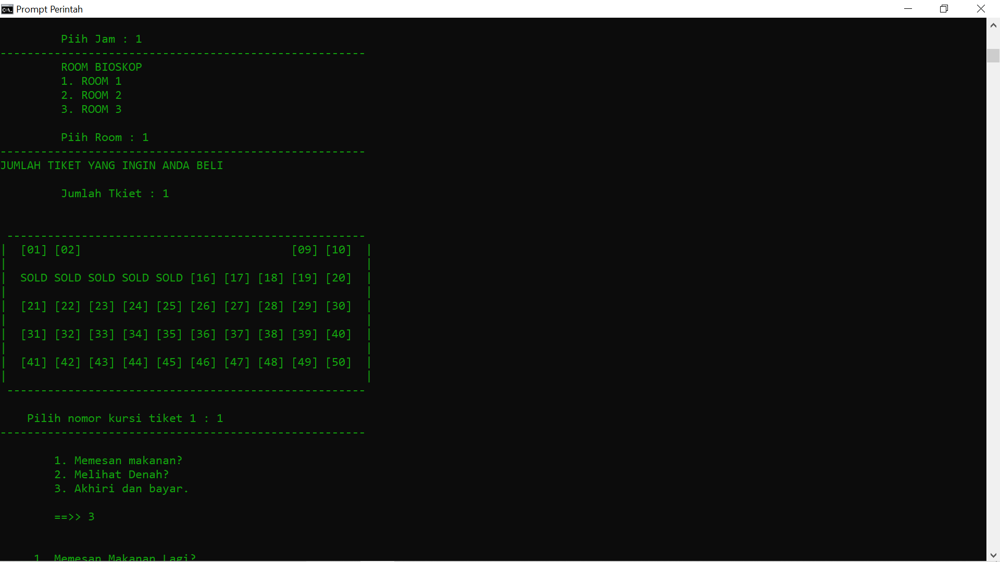 Prompt Perintah
Piih Jam : 1
------------------------------------------------------
ROOM BIOSKOP
1. ROOM 1
2. ROOM 2
3. ROOM 3
Piih Room : 1
------------------------------------------------------
JUMLAH TIKET YANG INGIN ANDA BELI
Jumlah Tkiet : 1
-----------------------------------------------------
| [01] [02] [09] [10] |
| |
| SOLD SOLD SOLD SOLD SOLD [16] [17] [18] [19] [20] |
| |
| [21] [22] [23] [24] [25] [26] [27] [28] [29] [30] |
| |
| [31] [32] [33] [34] [35] [36] [37] [38] [39] [40] |
| |
| [41] [42] [43] [44] [45] [46] [47] [48] [49] [50] |
| |
-----------------------------------------------------
Pilih nomor kursi tiket 1 : 1
------------------------------------------------------
1. Memesan makanan?
2. Melihat Denah?
3. Akhiri dan bayar.
==>> 3
1. Memesan Makanan Lagi?